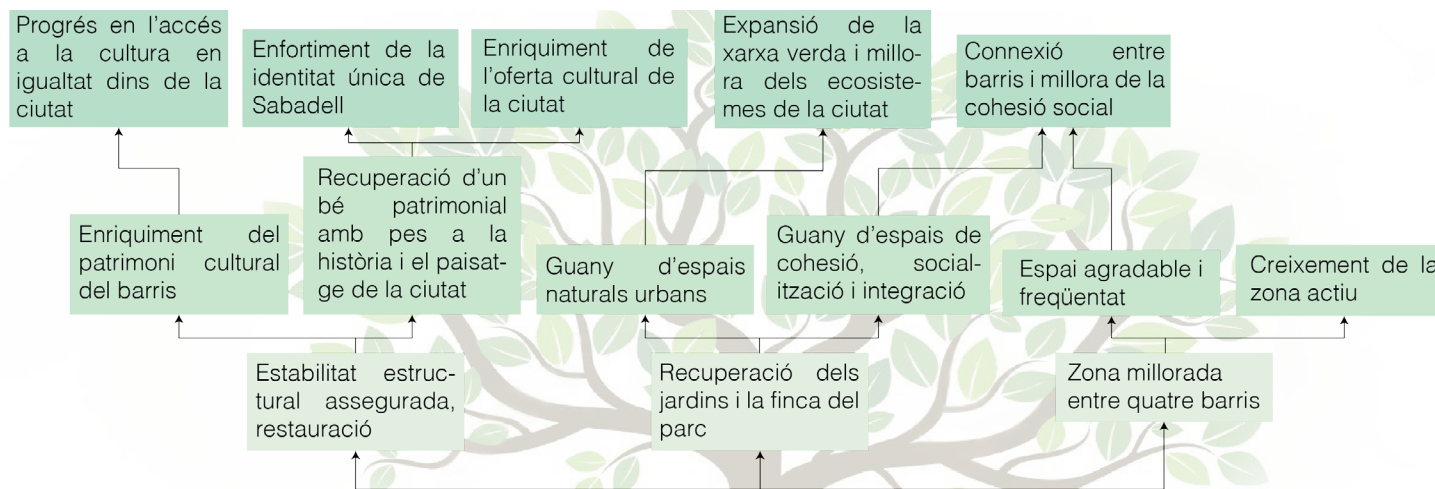 Progrés en l’accés
a la cultura en
igualtat dins de la
ciutat
Enfortiment de la
identitat única de
Sabadell
Enriquiment de
l’oferta cultural de
la ciutat
Expansió de la
xarxa verda i millo-
ra dels ecosiste-
mes de la ciutat
Connexió entre
barris i millora de la
cohesió social
Enriquiment del
patrimoni cultural
del barris
Recuperació d’un
bé patrimonial
amb pes a la
història i el paisat-
ge de la ciutat
Guany d’espais
naturals urbans
Guany d’espais de
cohesió, social-
ització i integració
Espai agradable i
freqüentat
Creixement de la
zona actiu
Estabilitat estruc-
tural assegurada,
restauració
Recuperació dels
jardins i la finca del
parc
Zona millorada
entre quatre barris